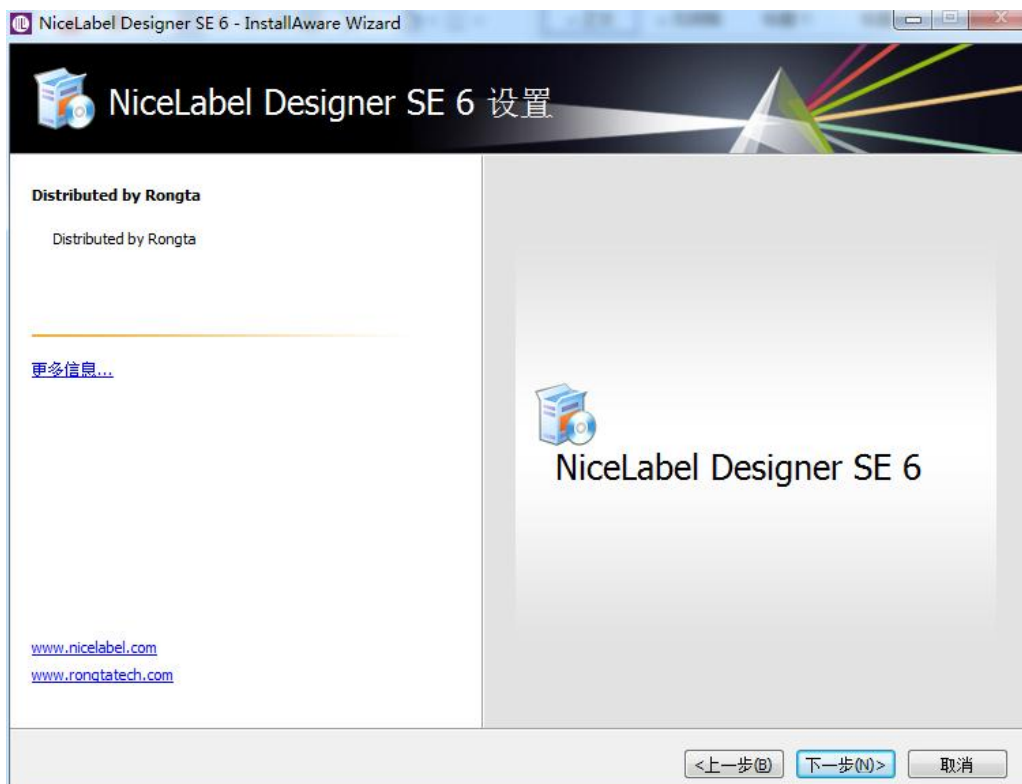 NiceLabel Designer SE 6 - InstallAware Wizard
NiceLabel Designer SE 6 设置
Distributed by Rongta
Distributed by Rongta
更多信息...
NiceLabel Designer SE 6
www.nicelabel.com
www.rongtatech.com
<上一步(B)
下一步(N)>
取消